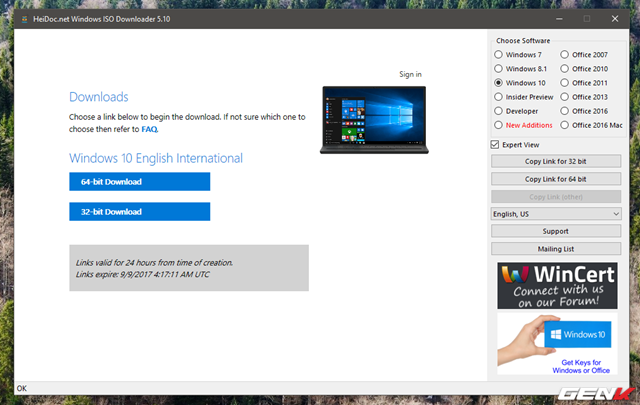 HeiDoc.net Windows ISO Downloader 5.10
Sign in
Downloads
Choose a link below to begin the download. If not sure which one to
choose then refer to FAQ.
Windows 10 English International
64-bit Download
32-bit Download
Links valid for 24 hours from time of creation.
Links expire: 9/9/2017 4:17:11 AM UTC
Choose Software
Windows 7
Office 2007
Windows 8.1
Office 2010
Windows 10
Office 2011
Insider Preview
Office 2013
Developer
Office 2016
New Additions
Office 2016 Mac
Expert View
Copy Link for 32 bit
Copy Link for 64 bit
Copy Link (other)
English, US
Support
Mailing List
WinCert
Connect with us
on our Forum!
Windows 10
Get Keys for
Windows or Office
OK
GENK